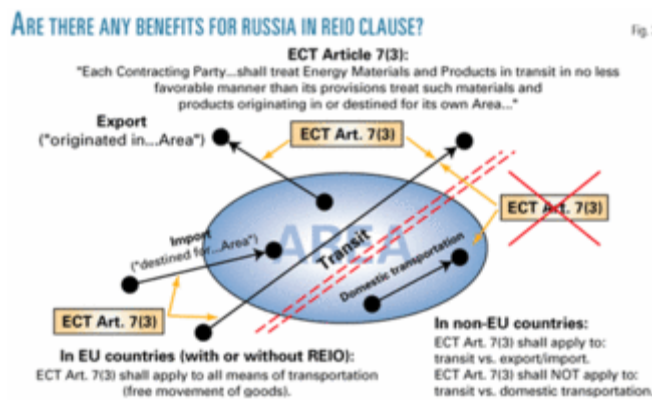 ARE THERE ANY BENEFITS FOR RUSSIA IN REIO CLAUSE?
Fig.
ECT Article 7(3):
"Each Contracting Party...shall treat Energy Materials and Products in transit in no less
favorable manner than its provisions treat such materials and
products originating in or destined for its own Area..."
Export
("originated in...Area")
ECT Art. 7(3)
ECT Art. 7(3)
AREA
Transit
Import
("destined for...Area")
Domestic transportation
ECT Art. 7(3)
In EU countries (with or without REIO):
ECT Art. 7(3) shall apply to all means of transportation
(free movement of goods).
In non-EU countries:
ECT Art. 7(3) shall apply to:
transit vs. export/import.
ECT Art. 7(3) shall NOT apply to:
transit vs. domestic transportation.